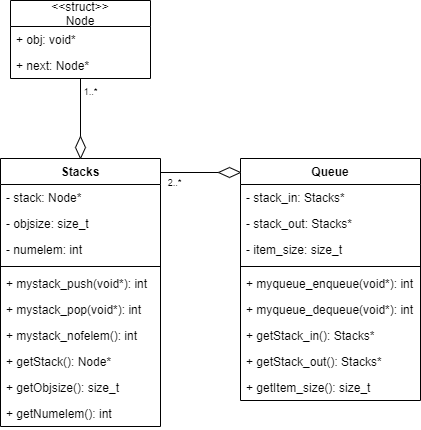 <<struct>>
Node
+ obj: void*
+ next: Node*
1..*
Stacks
- stack: Node*
- objsize: size_t
- numelem: int
+ mystack_push(void*): int
+ mystack_pop(void*): int
+ mystack_nofelem(): int
+ getStack(): Node*
+ getObjsize(): size_t
+ getNumelem(): int
2..*
Queue
- stack_in: Stacks*
- stack_out: Stacks*
- item_size: size_t
+ myqueue_enqueue(void*): int
+ myqueue_dequeue(void*): int
+ getStack_in(): Stacks*
+ getStack_out(): Stacks*
+ getItem_size(): size_t